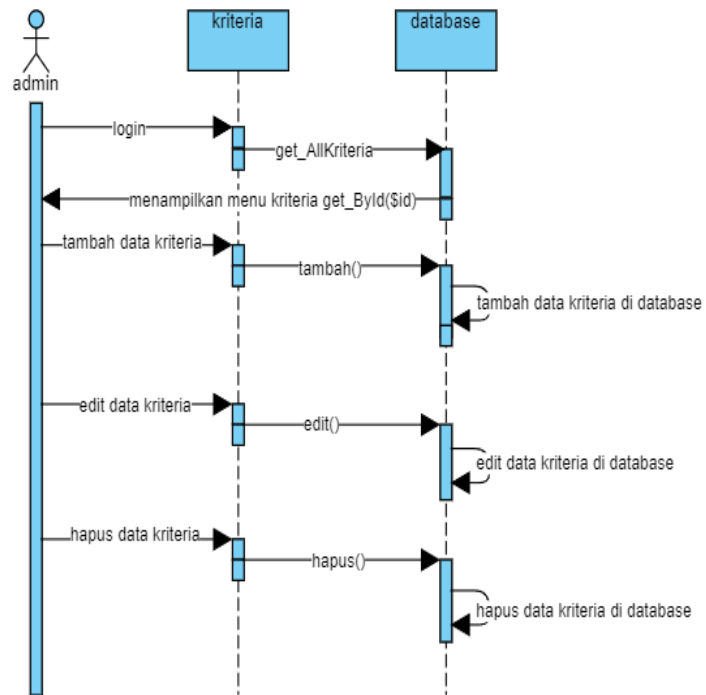 kriteria
database
admin
login
get_AllKriteria
menampilkan menu kriteria get_ById($id)
tambah data kriteria
tambah()
tambah data kriteria di database
edit data kriteria
edit()
edit data kriteria di database
hapus data kriteria
hapus()
hapus data kriteria di database